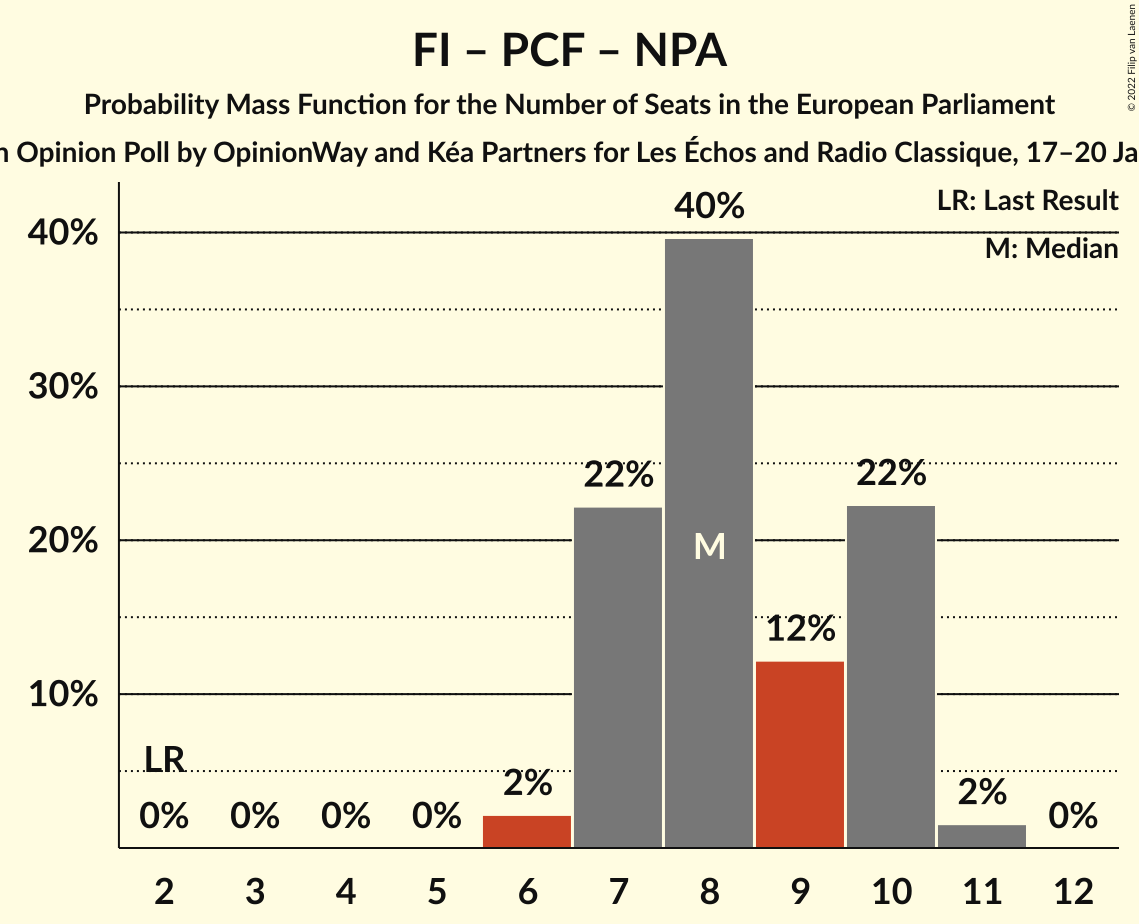 FI – PCF – NPA
Probability Mass Function for the Number of Seats in the European Parliament
n Opinion Poll by OpinionWay and Kéa Partners for Les Échos and Radio Classique, 17–20 Ja
© 2022 Filip van Laenen
LR: Last Result
M: Median
40%
30%
20%
10%
LR
0%
0%
0%
0%
2%
22%
40%
M
12%
22%
2%
0%
2 3 4 5 6 7 8 9 10 11 12